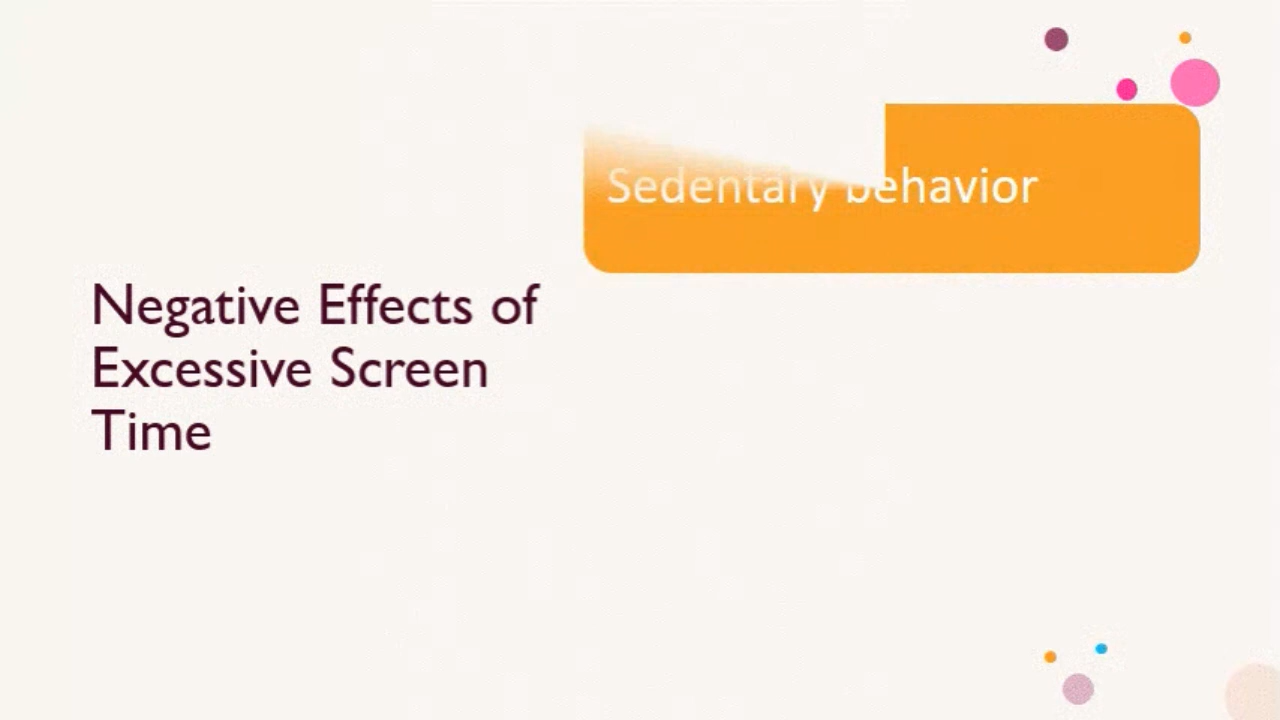 Sedentary behavior
Negative Effects of
Excessive Screen
Time